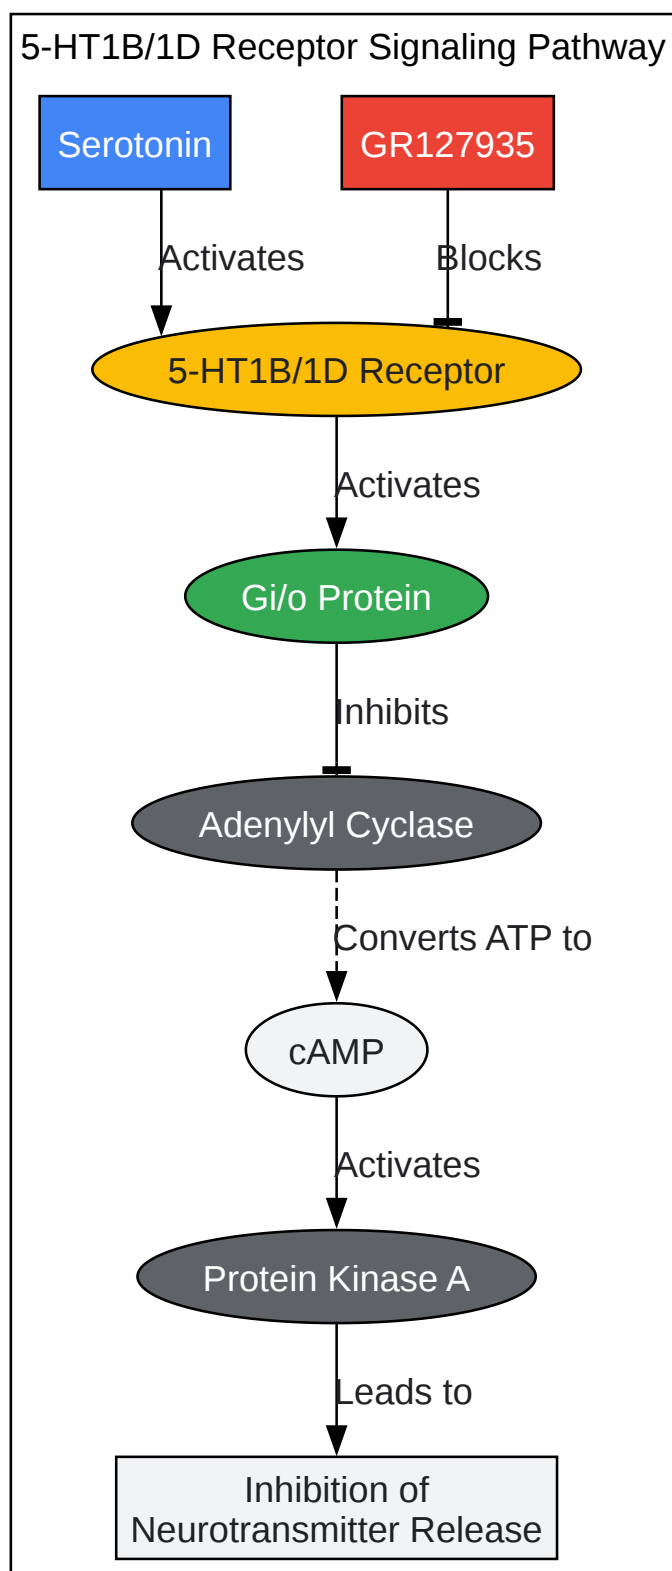 5-HT1B/1D Receptor Signaling Pathway
Serotonin
GR127935
Activates
Blocks
5-HT1B/1D Receptor
Activates
Gi/o Protein
Inhibits
Adenylyl Cyclase
Converts ATP to
cAMP
Activates
Protein Kinase A
Leads to
Inhibition of
Neurotransmitter Release